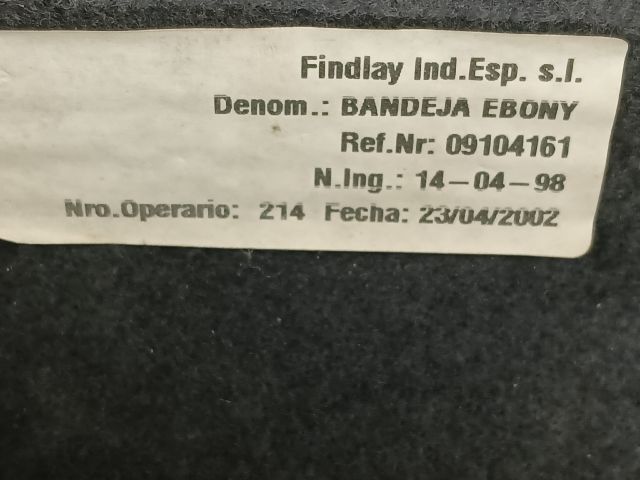 Findlay Ind.Esp. s.l.
Denom.: BANDEJA EBONY
Ref.Nr: 09104161
N.Ing.: 14-04-98
Nro.Operario: 214 Fecha: 23/04/2002